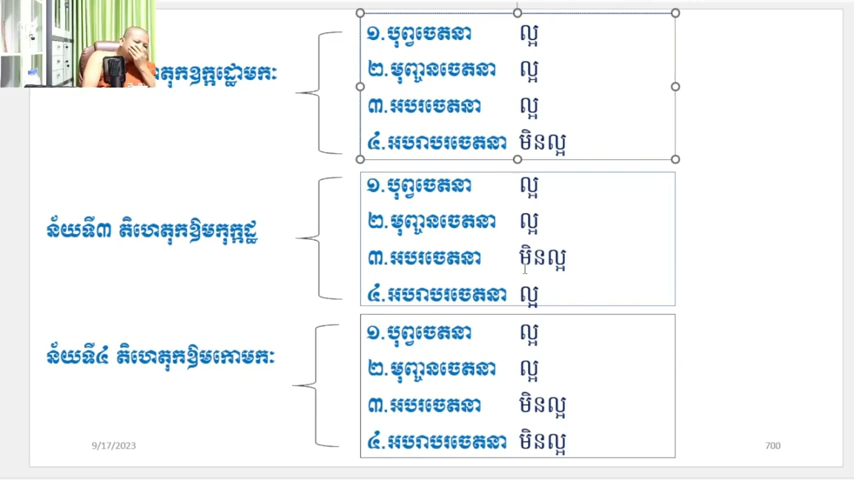 ១.បុព្វចេតនា ល្អ
២.មុញ្ចនចេតនា ល្អ
ហេតុកឧក្កដ្ឋោមកៈ
៣.អបរចេតនា ល្អ
៤.អបរាបរចេតនា មិនល្អ
១.បុព្វចេតនា ល្អ
២.មុញ្ចនចេតនា ល្អ
ន័យទី៣ តិហេតុកឱមកុក្កដ្ឋ
៣.អបរចេតនា មិនល្អ
៤.អបរាបរចេតនា ល្អ
១.បុព្វចេតនា ល្អ
ន័យទី៤ តិហេតុកឱមកោមកៈ
២.មុញ្ចនចេតនា ល្អ
៣.អបរចេតនា មិនល្អ
៤.អបរាបរចេតនា មិនល្អ
9/17/2023
700